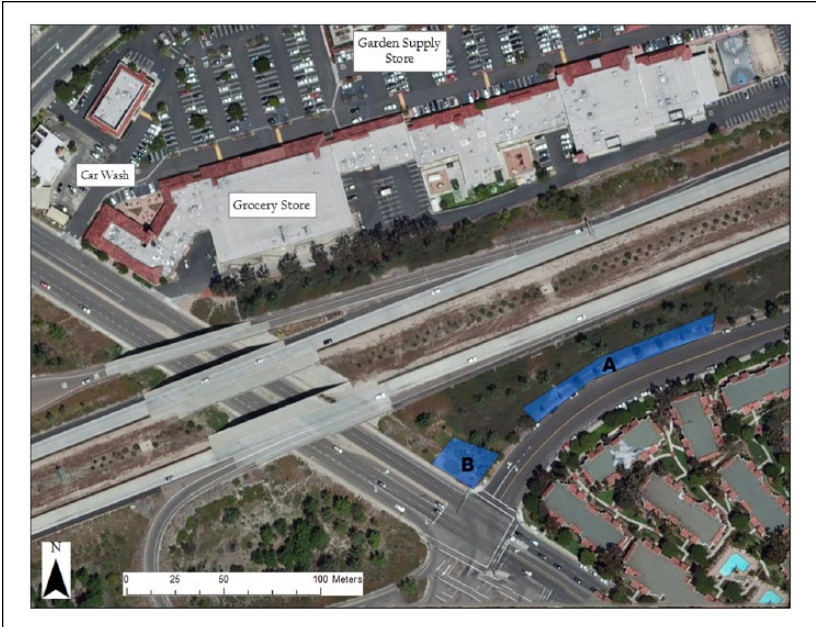 Garden Supply
Store
Car Wash
Grocery Store
A
B
N
0 25 50 100 Meters